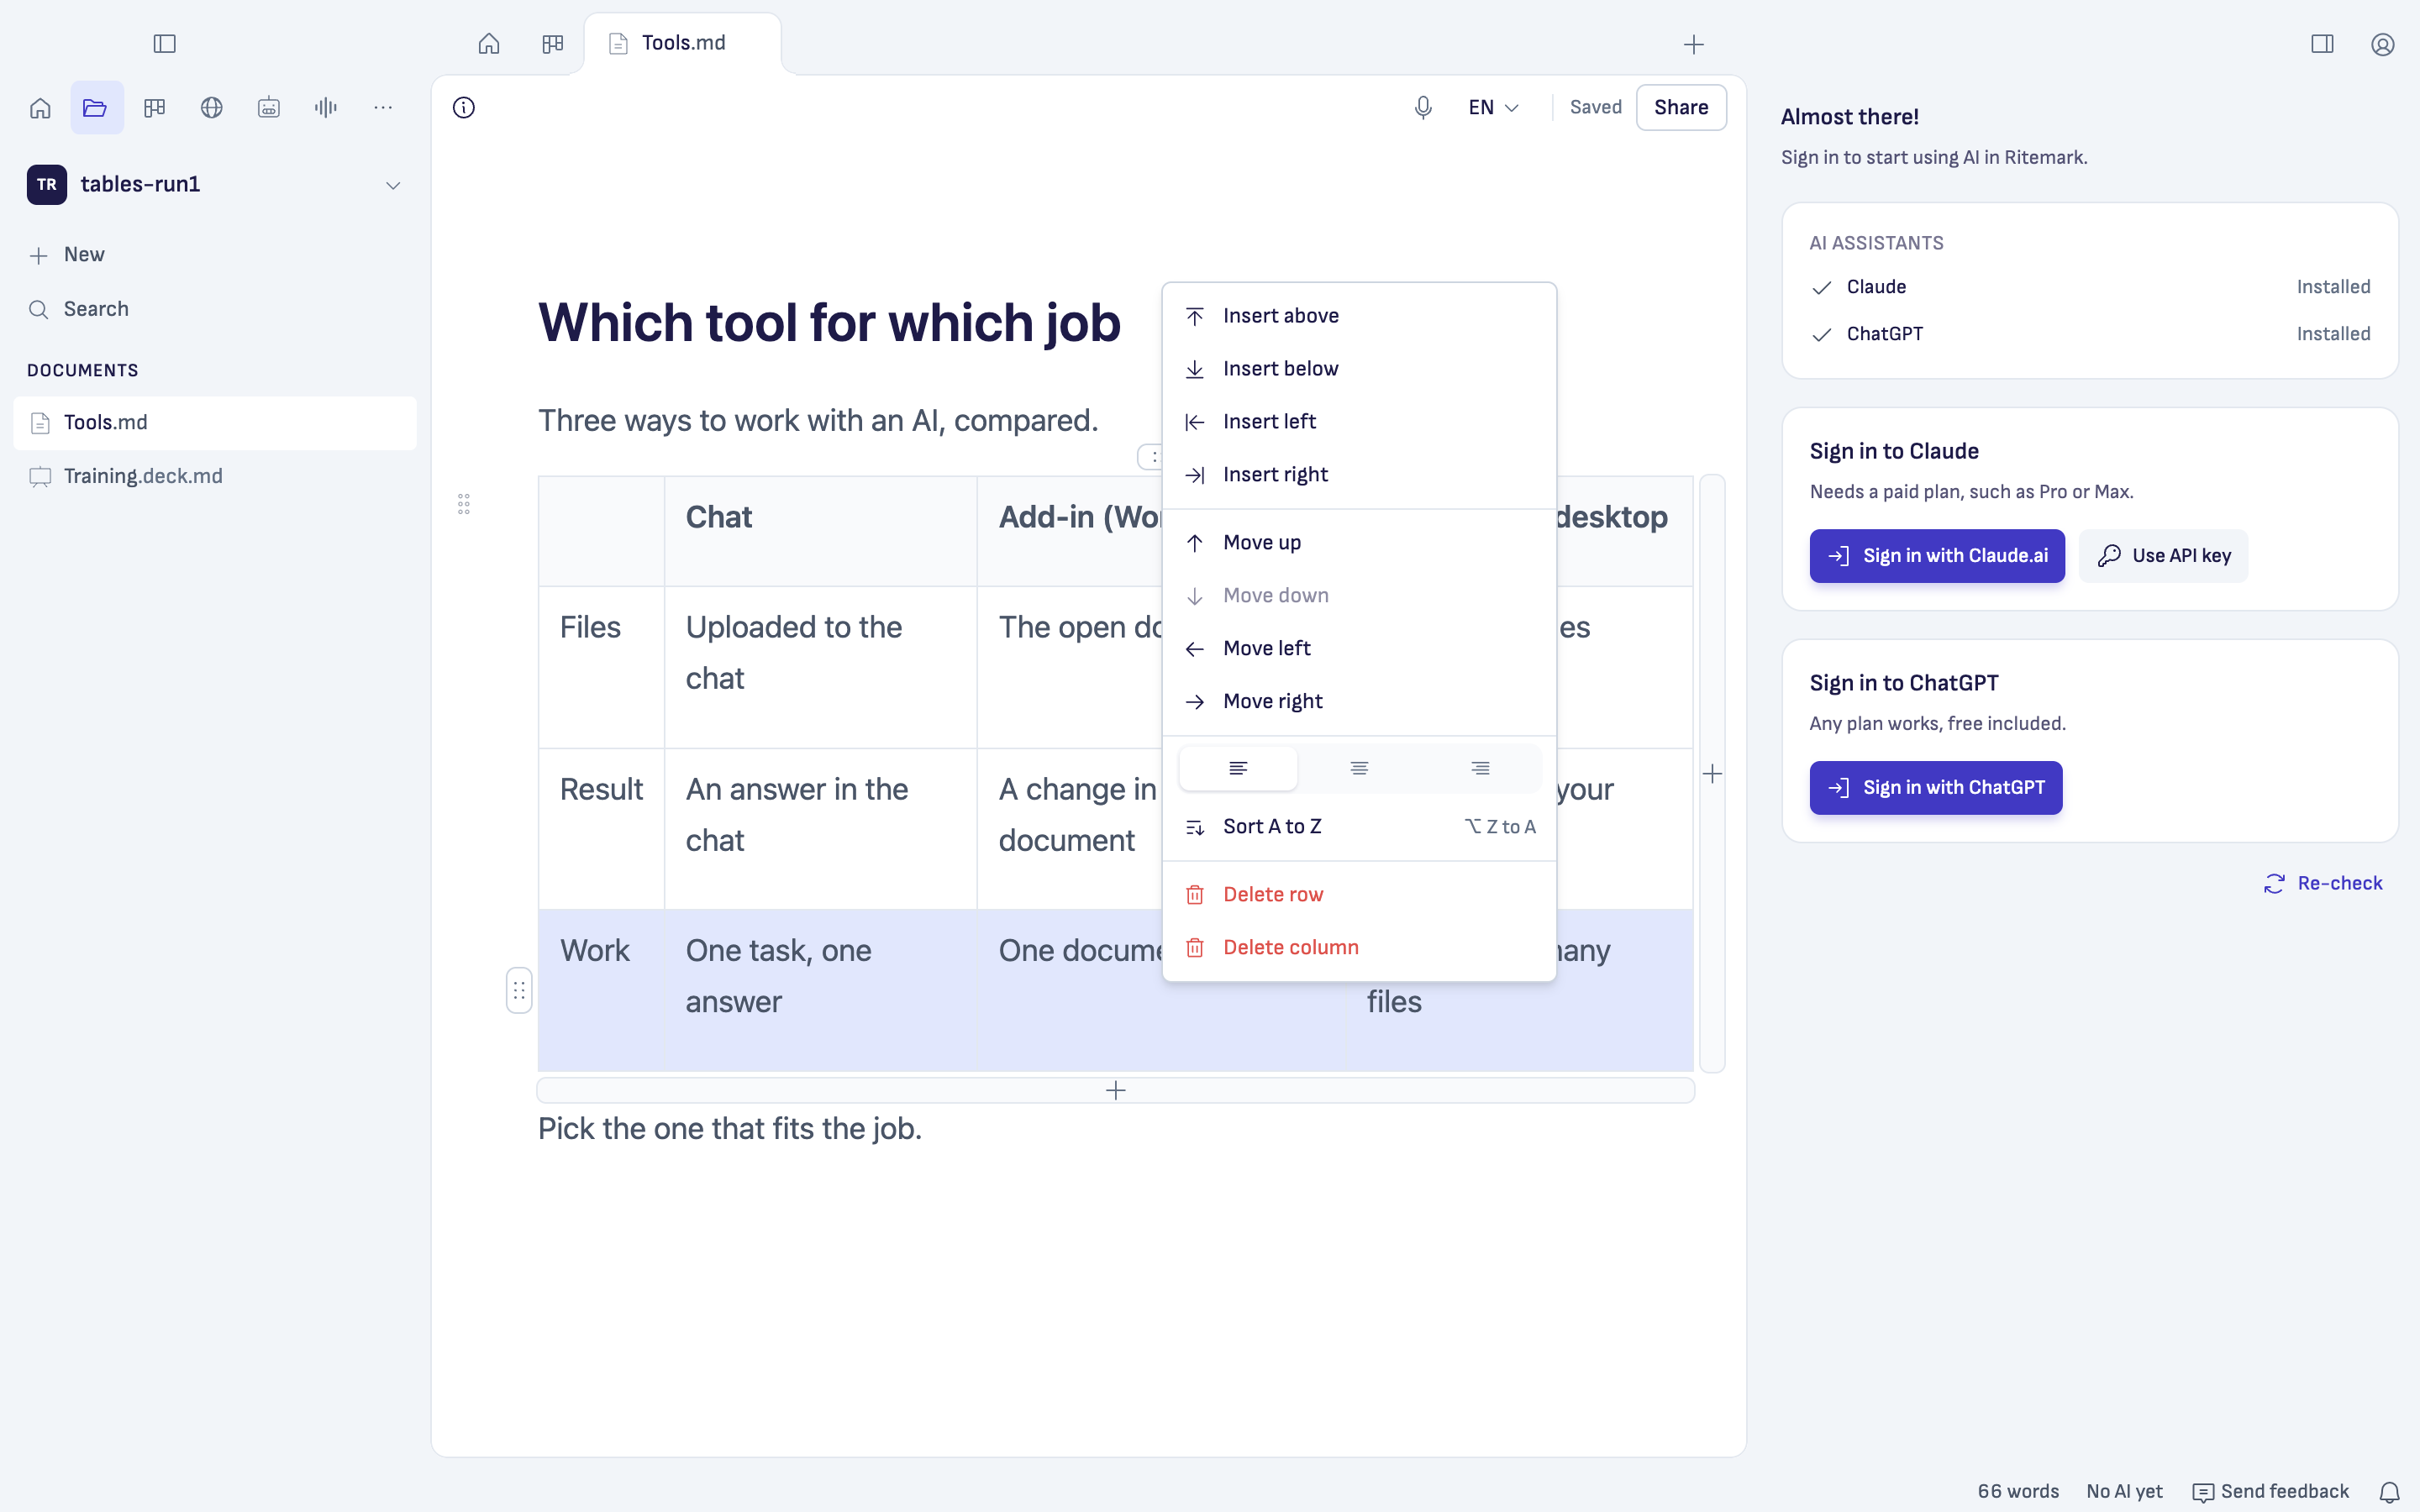 Tools.md
TR tables-run1
New
Search
DOCUMENTS
Tools.md
Training.deck.md
EN
Saved
Share
Which tool for which job
Three ways to work with an AI, compared.
Chat
Add-in
desktop
Files
Uploaded to the
chat
The open
Result
An answer in the
chat
A change in
document
your
Work
One task, one
answer
One
files
Pick the one that fits the job.
Insert above
Insert below
Insert left
Insert right
Move up
Move down
Move left
Move right
Sort A to Z
⌥ Z to A
Delete row
Delete column
Almost there!
Sign in to start using AI in Ritemark.
AI ASSISTANTS
Claude Installed
ChatGPT Installed
Sign in to Claude
Needs a paid plan, such as Pro or Max.
Sign in with Claude.ai
Use API key
Sign in to ChatGPT
Any plan works, free included.
Sign in with ChatGPT
Re-check
66 words
No AI yet
Send feedback